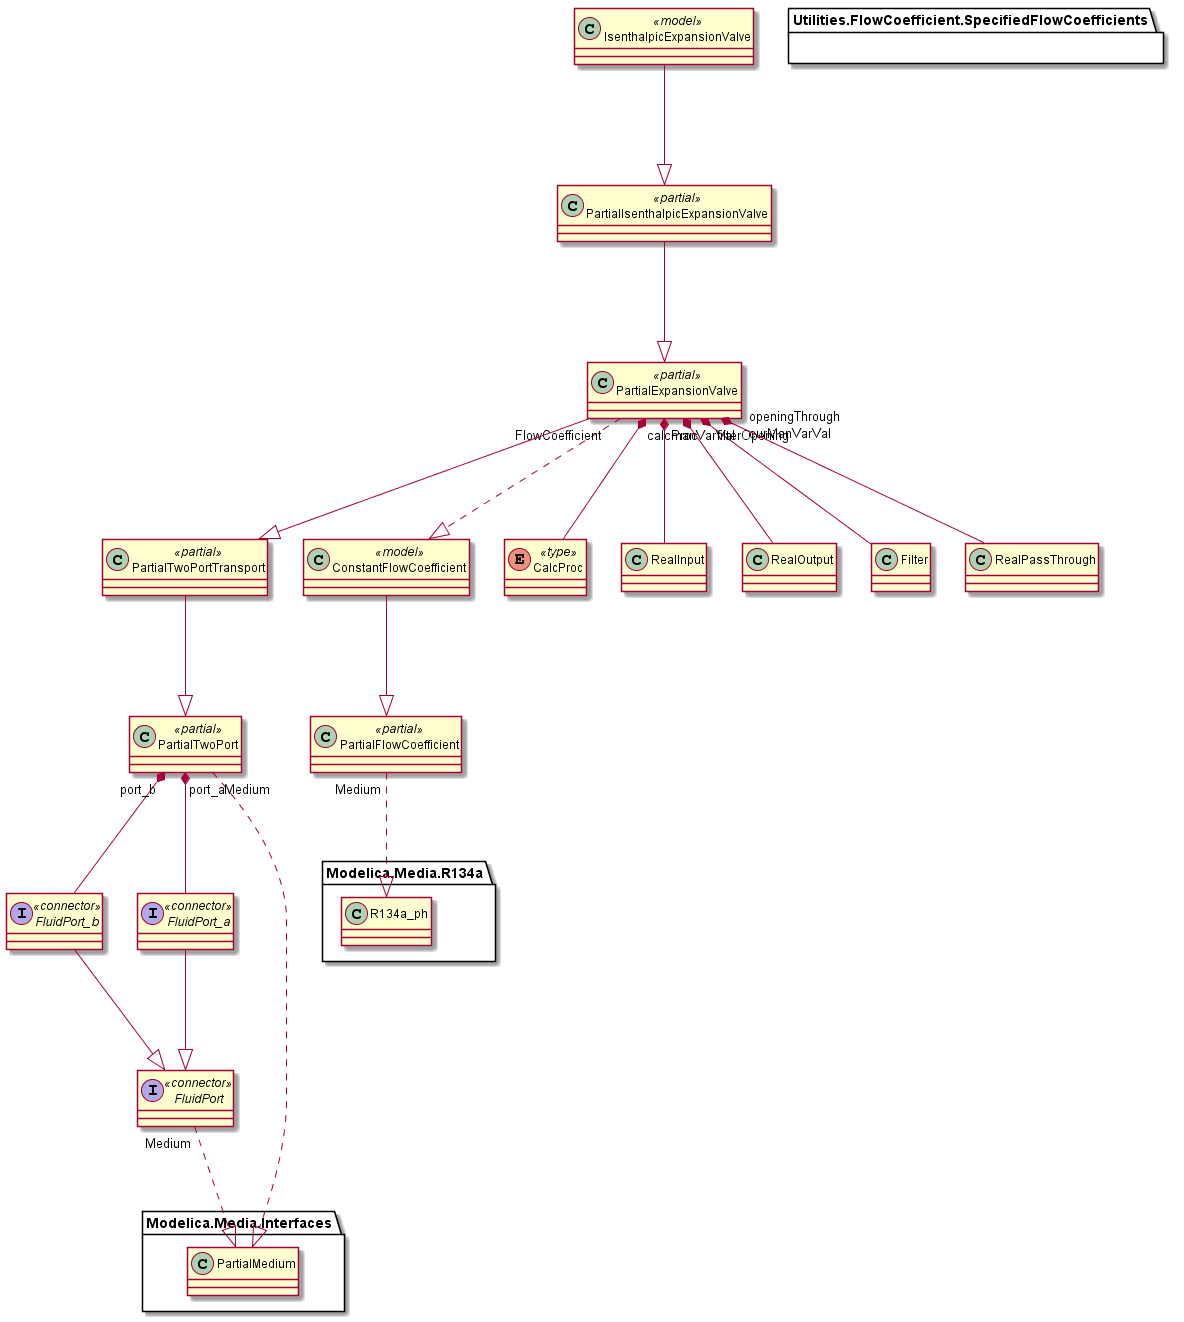 «model»
IsenthalpicExpansionValve
Utilities.FlowCoefficient.SpecifiedFlowCoefficients
«partial»
PartialIsenthalpicExpansionValve
«partial»
PartialExpansionValve
openingThrough
FlowCoefficient
calcProc
filterOpening
curManVarVal
«partial»
PartialTwoPortTransport
«model»
ConstantFlowCoefficient
«type»
CalcProc
RealInput
RealOutput
Filter
RealPassThrough
«partial»
PartialTwoPort
«partial»
PartialFlowCoefficient
port_b
port_a
Medium
Medium
Modelica.Media.R134a
R134a_ph
«connector»
FluidPort_b
«connector»
FluidPort_a
«connector»
FluidPort
Medium
Modelica.Media.Interfaces
PartialMedium